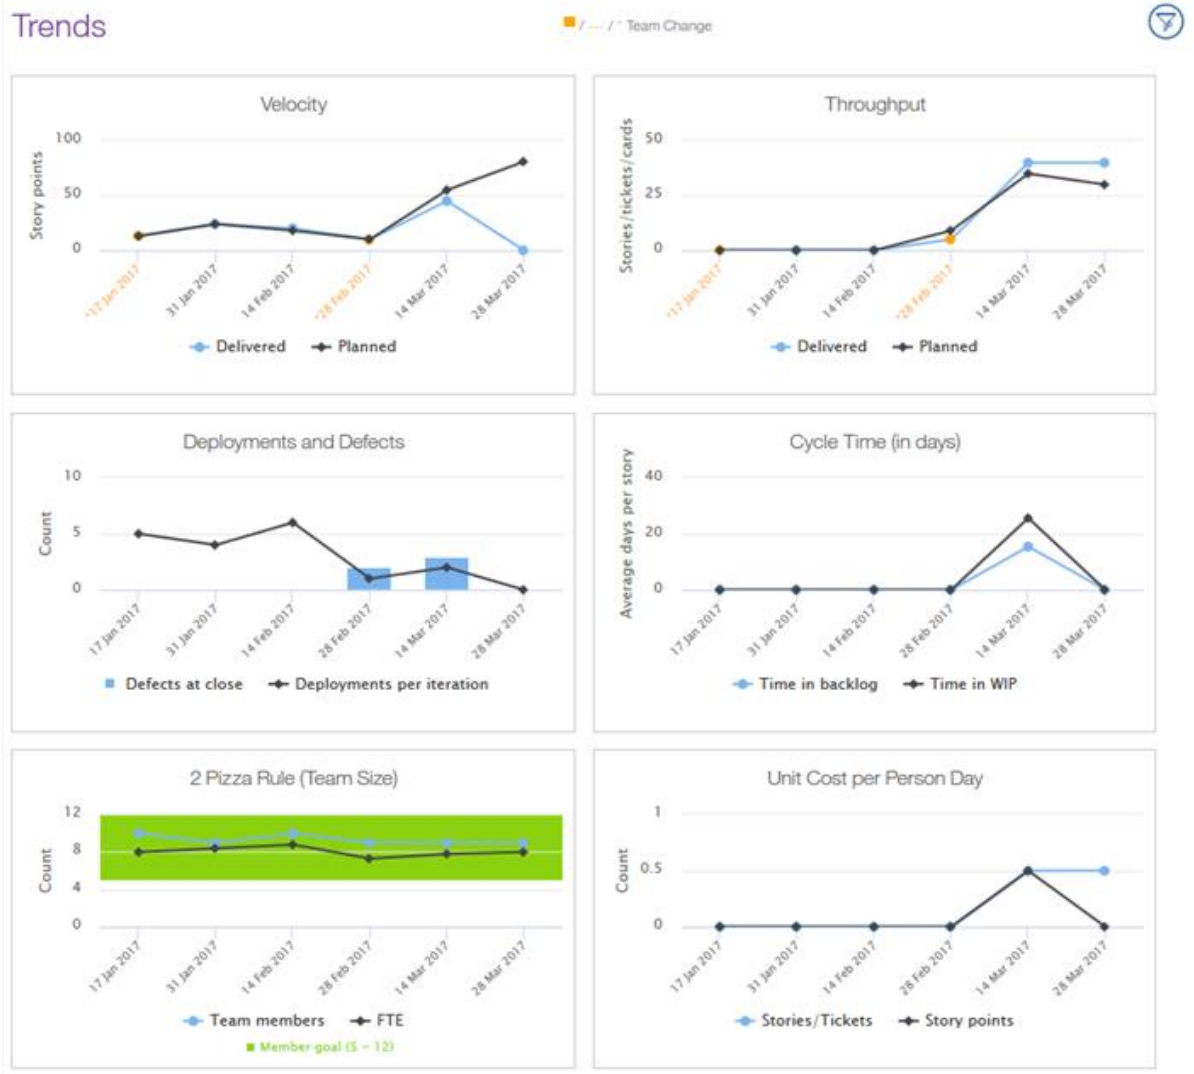 Trends
/ --- / * Team Change
Velocity
Story points
100
50
0
*17 Jan 2017
31 Jan 2017
14 Feb 2017
*28 Feb 2017
14 Mar 2017
28 Mar 2017
Delivered Planned
Throughput
Stories/tickets/cards
50
25
0
*17 Jan 2017
31 Jan 2017
14 Feb 2017
*28 Feb 2017
14 Mar 2017
28 Mar 2017
Delivered Planned
Deployments and Defects
Count
10
5
0
17 Jan 2017
31 Jan 2017
14 Feb 2017
28 Feb 2017
14 Mar 2017
28 Mar 2017
Defects at close Deployments per iteration
Cycle Time (in days)
Average days per story
40
20
0
17 Jan 2017
31 Jan 2017
14 Feb 2017
28 Feb 2017
14 Mar 2017
28 Mar 2017
Time in backlog Time in WIP
2 Pizza Rule (Team Size)
Count
12
8
4
0
17 Jan 2017
31 Jan 2017
14 Feb 2017
28 Feb 2017
14 Mar 2017
28 Mar 2017
Team members FTE
Member goal (5 - 12)
Unit Cost per Person Day
Count
1
0.5
0
17 Jan 2017
31 Jan 2017
14 Feb 2017
28 Feb 2017
14 Mar 2017
28 Mar 2017
Stories/Tickets Story points